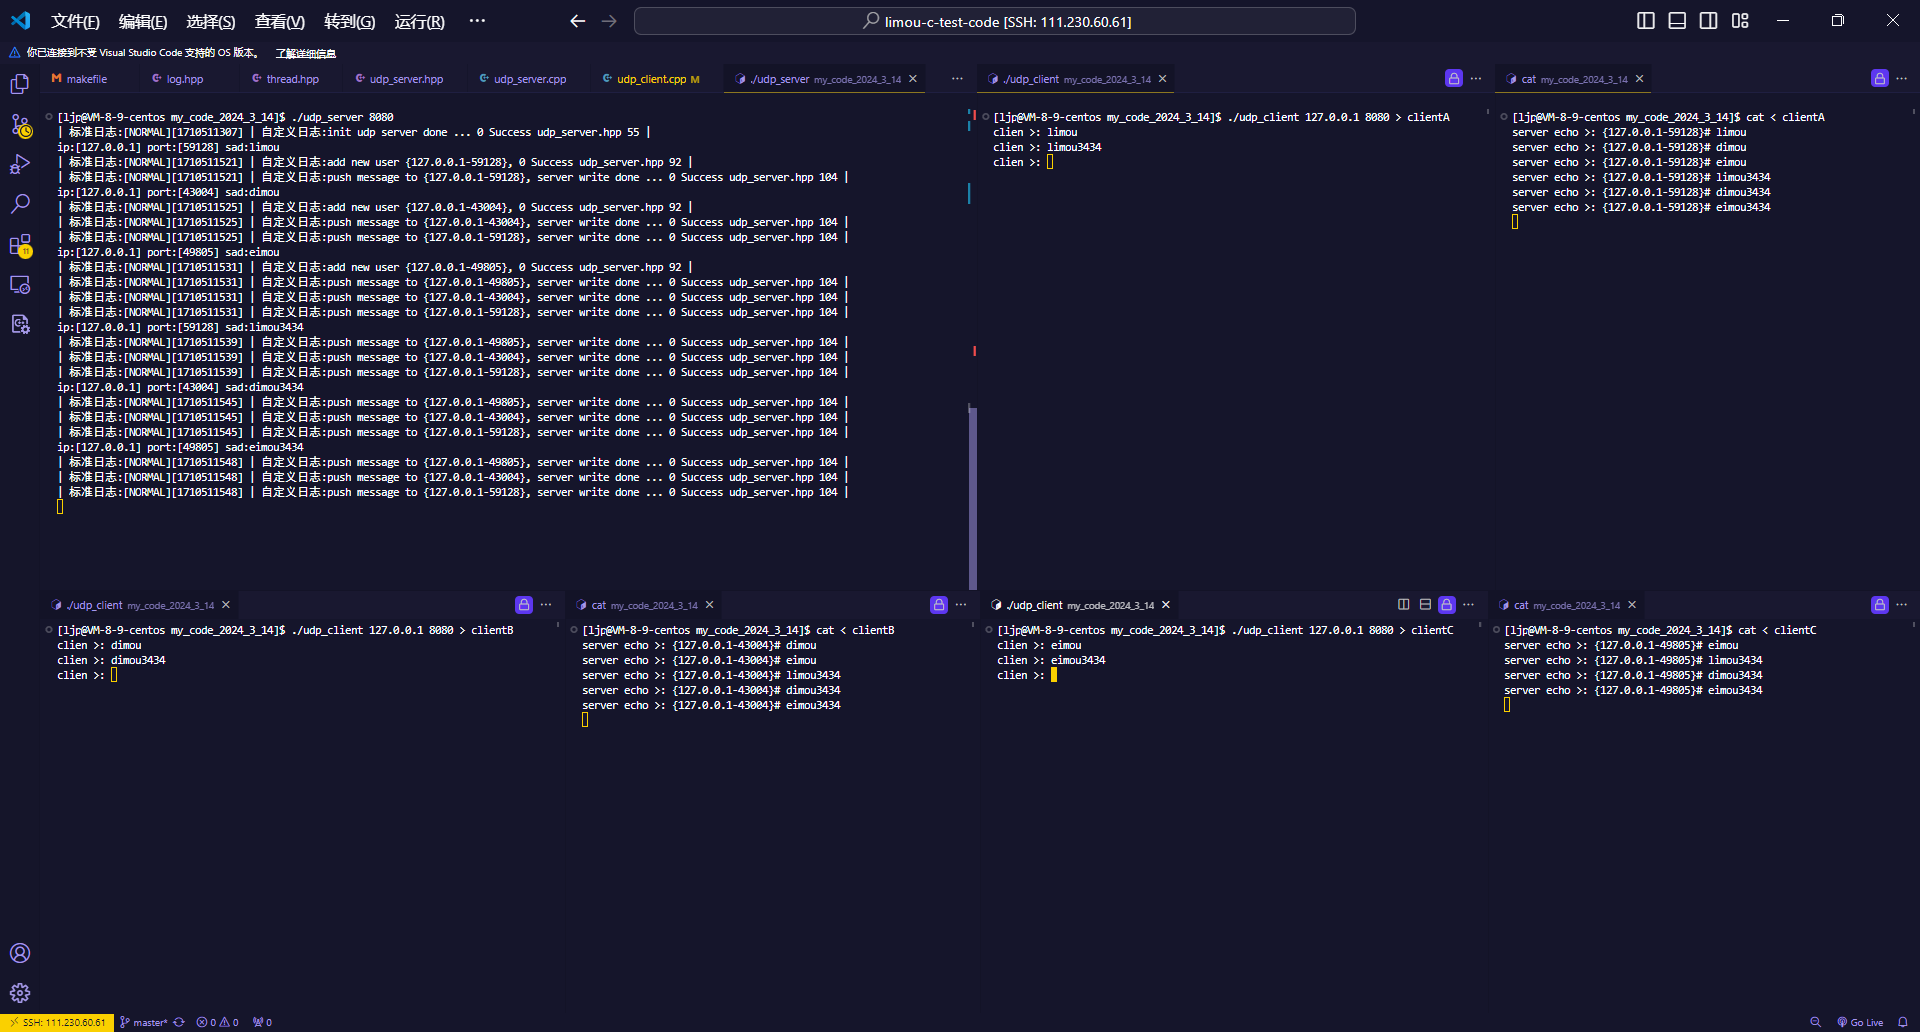 文件(F) 编辑(E) 选择(S) 查看(V) 转到(G) 运行(R) ··· limou-c-test-code [SSH: 111.230.60.61]
你已连接到不受 Visual Studio Code 支持的 OS 版本。 了解详细信息
makefile log.hpp thread.hpp udp_server.hpp udp_server.cpp udp_client.cpp M ./udp_server my_code_2024_3_14
[ljp@VM-8-9-centos my_code_2024_3_14]$ ./udp_server 8080
| 标准日志:[NORMAL][1710511307] | 自定义日志:init udp server done ... 0 Success udp_server.hpp 55 |
ip:[127.0.0.1] port:[59128] sad:limou
| 标准日志:[NORMAL][1710511521] | 自定义日志:add new user {127.0.0.1-59128}, 0 Success udp_server.hpp 92 |
| 标准日志:[NORMAL][1710511521] | 自定义日志:push message to {127.0.0.1-59128}, server write done ... 0 Success udp_server.hpp 104 |
ip:[127.0.0.1] port:[43004] sad:dimou
| 标准日志:[NORMAL][1710511525] | 自定义日志:add new user {127.0.0.1-43004}, 0 Success udp_server.hpp 92 |
| 标准日志:[NORMAL][1710511525] | 自定义日志:push message to {127.0.0.1-43004}, server write done ... 0 Success udp_server.hpp 104 |
| 标准日志:[NORMAL][1710511525] | 自定义日志:push message to {127.0.0.1-59128}, server write done ... 0 Success udp_server.hpp 104 |
ip:[127.0.0.1] port:[49805] sad:eimou
| 标准日志:[NORMAL][1710511531] | 自定义日志:add new user {127.0.0.1-49805}, 0 Success udp_server.hpp 92 |
| 标准日志:[NORMAL][1710511531] | 自定义日志:push message to {127.0.0.1-49805}, server write done ... 0 Success udp_server.hpp 104 |
| 标准日志:[NORMAL][1710511531] | 自定义日志:push message to {127.0.0.1-43004}, server write done ... 0 Success udp_server.hpp 104 |
| 标准日志:[NORMAL][1710511531] | 自定义日志:push message to {127.0.0.1-59128}, server write done ... 0 Success udp_server.hpp 104 |
ip:[127.0.0.1] port:[59128] sad:limou3434
| 标准日志:[NORMAL][1710511539] | 自定义日志:push message to {127.0.0.1-49805}, server write done ... 0 Success udp_server.hpp 104 |
| 标准日志:[NORMAL][1710511539] | 自定义日志:push message to {127.0.0.1-43004}, server write done ... 0 Success udp_server.hpp 104 |
| 标准日志:[NORMAL][1710511539] | 自定义日志:push message to {127.0.0.1-59128}, server write done ... 0 Success udp_server.hpp 104 |
ip:[127.0.0.1] port:[43004] sad:dimou3434
| 标准日志:[NORMAL][1710511545] | 自定义日志:push message to {127.0.0.1-49805}, server write done ... 0 Success udp_server.hpp 104 |
| 标准日志:[NORMAL][1710511545] | 自定义日志:push message to {127.0.0.1-43004}, server write done ... 0 Success udp_server.hpp 104 |
| 标准日志:[NORMAL][1710511545] | 自定义日志:push message to {127.0.0.1-59128}, server write done ... 0 Success udp_server.hpp 104 |
ip:[127.0.0.1] port:[49805] sad:eimou3434
| 标准日志:[NORMAL][1710511548] | 自定义日志:push message to {127.0.0.1-49805}, server write done ... 0 Success udp_server.hpp 104 |
| 标准日志:[NORMAL][1710511548] | 自定义日志:push message to {127.0.0.1-43004}, server write done ... 0 Success udp_server.hpp 104 |
| 标准日志:[NORMAL][1710511548] | 自定义日志:push message to {127.0.0.1-59128}, server write done ... 0 Success udp_server.hpp 104 |
./udp_client my_code_2024_3_14
[ljp@VM-8-9-centos my_code_2024_3_14]$ ./udp_client 127.0.0.1 8080 > clientA
clien >: limou
clien >: limou3434
clien >:
cat my_code_2024_3_14
[ljp@VM-8-9-centos my_code_2024_3_14]$ cat < clientA
server echo >: {127.0.0.1-59128}# limou
server echo >: {127.0.0.1-59128}# dimou
server echo >: {127.0.0.1-59128}# eimou
server echo >: {127.0.0.1-59128}# limou3434
server echo >: {127.0.0.1-59128}# dimou3434
server echo >: {127.0.0.1-59128}# eimou3434
./udp_client my_code_2024_3_14
[ljp@VM-8-9-centos my_code_2024_3_14]$ ./udp_client 127.0.0.1 8080 > clientB
clien >: dimou
clien >: dimou3434
clien >:
cat my_code_2024_3_14
[ljp@VM-8-9-centos my_code_2024_3_14]$ cat < clientB
server echo >: {127.0.0.1-43004}# dimou
server echo >: {127.0.0.1-43004}# eimou
server echo >: {127.0.0.1-43004}# limou3434
server echo >: {127.0.0.1-43004}# dimou3434
server echo >: {127.0.0.1-43004}# eimou3434
./udp_client my_code_2024_3_14
[ljp@VM-8-9-centos my_code_2024_3_14]$ ./udp_client 127.0.0.1 8080 > clientC
clien >: eimou
clien >: eimou3434
clien >:
cat my_code_2024_3_14
[ljp@VM-8-9-centos my_code_2024_3_14]$ cat < clientC
server echo >: {127.0.0.1-49805}# eimou
server echo >: {127.0.0.1-49805}# limou3434
server echo >: {127.0.0.1-49805}# dimou3434
server echo >: {127.0.0.1-49805}# eimou3434
SSH: 111.230.60.61 master* 0 0 0 Go Live